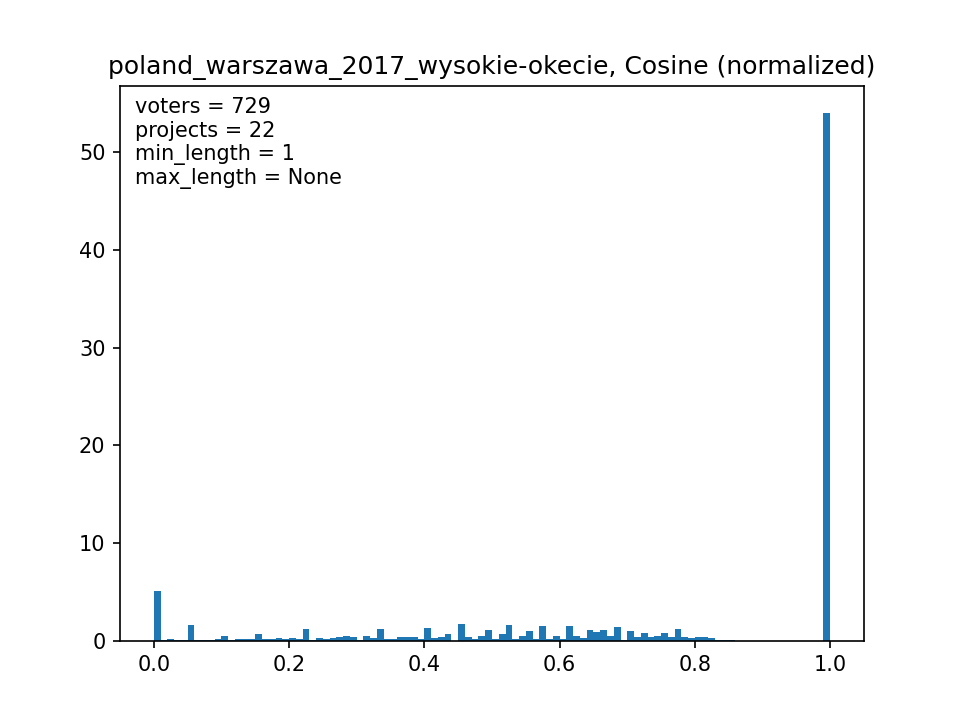 poland_warszawa_2017_wysokie-okecie, Cosine (normalized)
voters = 729
projects = 22
min_length = 1
max_length = None
50
40
30
20
10
0
0.0 0.2 0.4 0.6 0.8 1.0